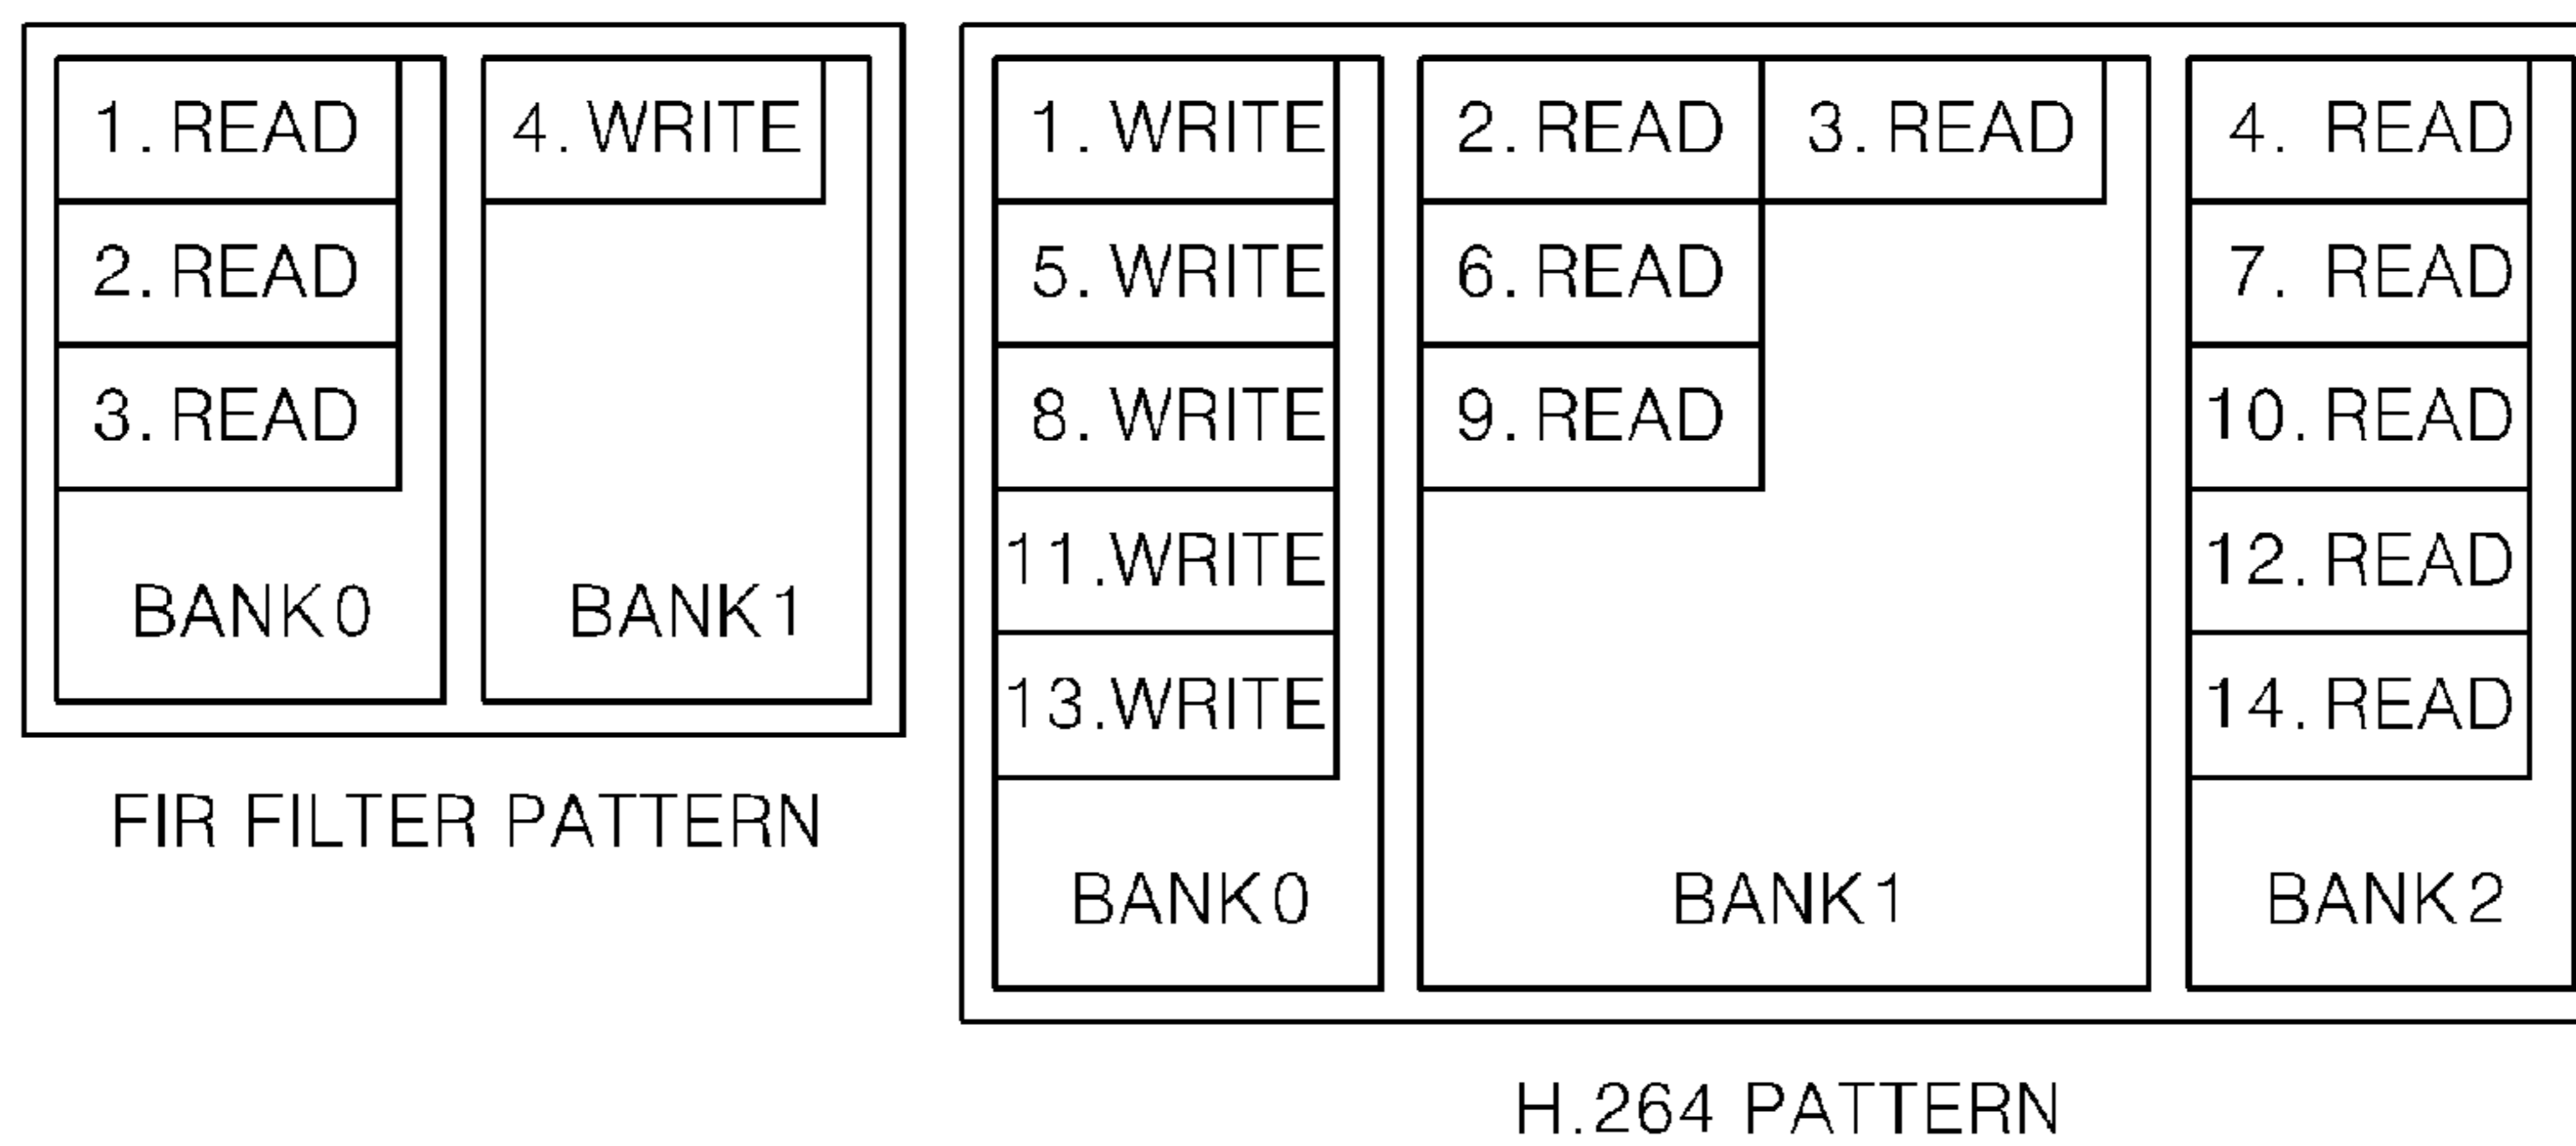 1. READ
2. READ
3. READ
BANK0
4. WRITE
BANK1
FIR FILTER PATTERN
1. WRITE
5. WRITE
8. WRITE
11.WRITE
13.WRITE
BANK0
2. READ 3. READ
6. READ
9. READ
BANK1
4. READ
7. READ
10. READ
12. READ
14. READ
BANK2
H.264 PATTERN